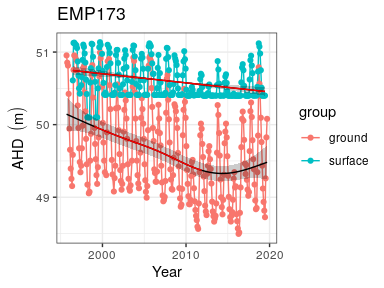 EMP173
AHD (m)
51
50
49
2000
2010
2020
Year
group
ground
surface